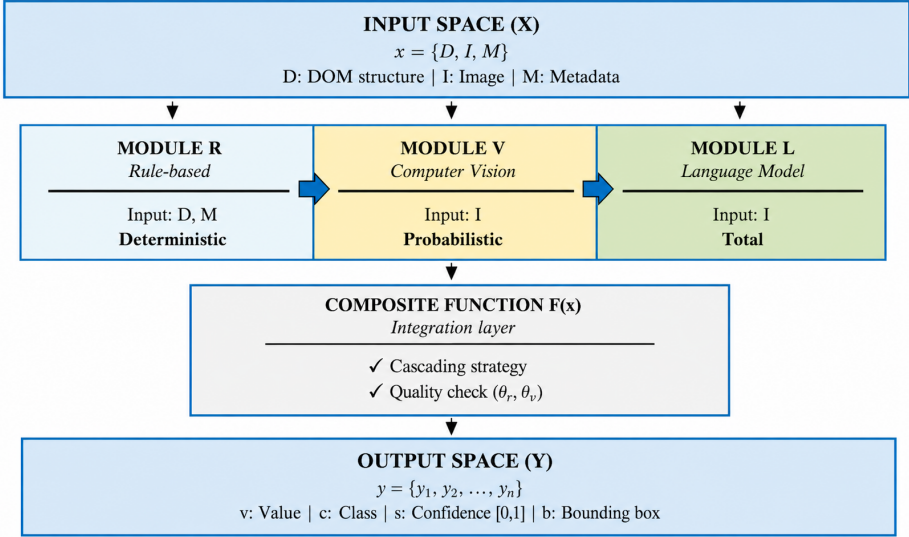 INPUT SPACE (X)
x = {D, I, M}
D: DOM structure | I: Image | M: Metadata
MODULE R
Rule-based
Input: D, M
Deterministic
MODULE V
Computer Vision
Input: I
Probabilistic
MODULE L
Language Model
Input: I
Total
COMPOSITE FUNCTION F(x)
Integration layer
✓ Cascading strategy
✓ Quality check (θᵣ, θᵥ)
OUTPUT SPACE (Y)
y = {y₁, y₂, …, yₙ}
v: Value | c: Class | s: Confidence [0,1] | b: Bounding box